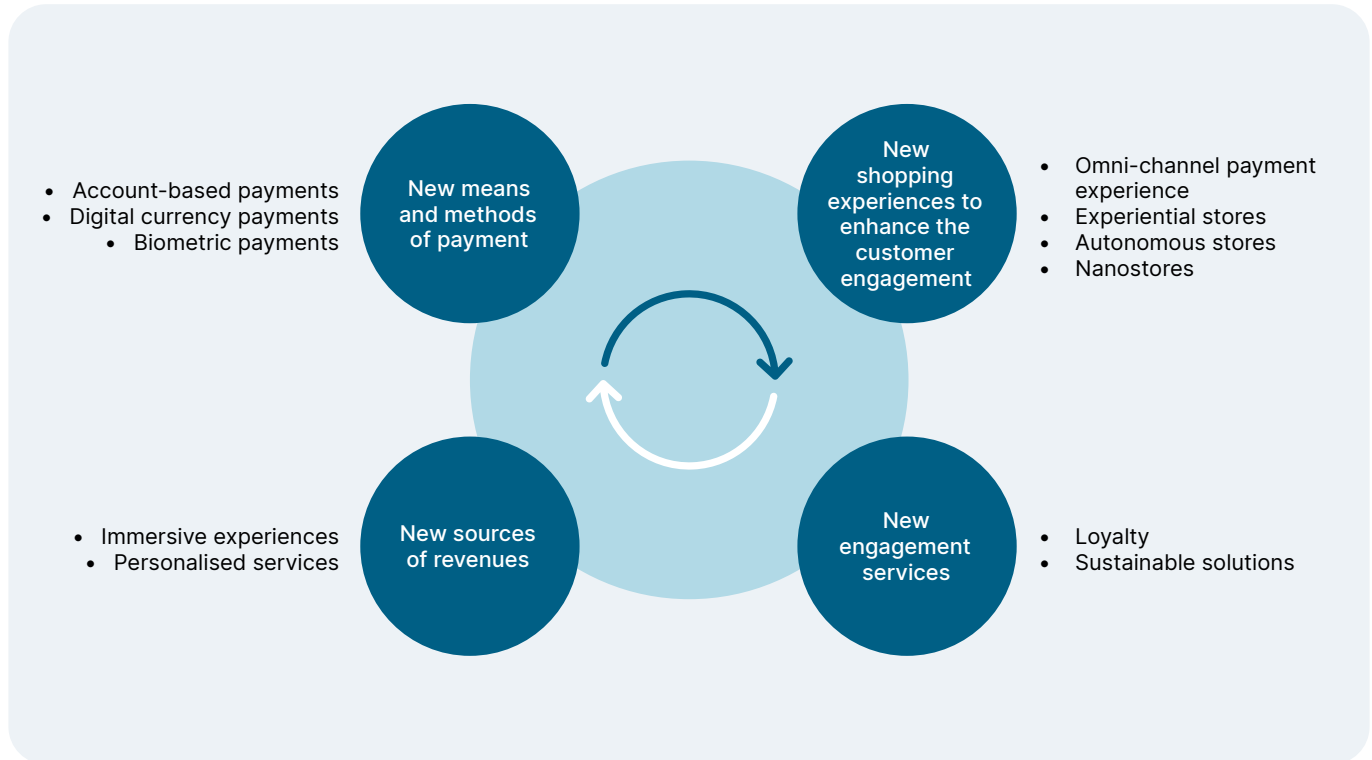 • Account-based payments
• Digital currency payments
• Biometric payments
New means
and methods
of payment
New
shopping
experiences to
enhance the
customer
engagement
• Omni-channel payment
experience
• Experiential stores
• Autonomous stores
• Nanostores
• Immersive experiences
• Personalised services
New sources
of revenues
New
engagement
services
• Loyalty
• Sustainable solutions